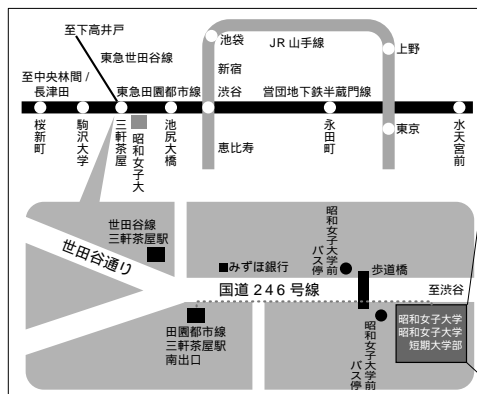 至下高井戸
東急世田谷線
至中央林間/
長津田
東急田園都市線
池袋
新宿
渋谷
恵比寿
JR山手線
上野
営団地下鉄半蔵門線
東京
桜新町
駒沢大学
三軒茶屋
昭和女子大
池尻大橋
永田町
水天宮前
世田谷線
三軒茶屋駅
世田谷通り
みずほ銀行
昭和女子大学前
バス停
歩道橋
国道246号線
至渋谷
田園都市線
三軒茶屋駅
南出口
昭和女子大学前
バス停
昭和女子大学
昭和女子大学
短期大学部